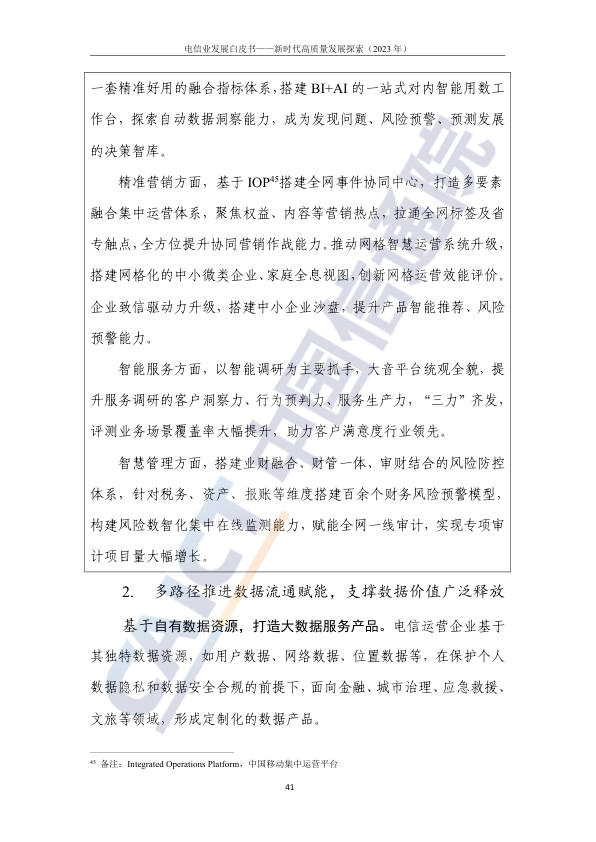 电信业发展白皮书——新时代高质量发展探索（2023 年）
一套精准好用的融合指标体系，搭建 BI+AI 的一站式对内智能用数工
作台，探索自动数据洞察能力，成为发现问题、风险预警、预测发展
的决策智库。
精准营销方面，基于 IOP45搭建全网事件协同中心，打造多要素
融合集中运营体系，聚焦权益、内容等营销热点，拉通全网标签及省
专触点，全方位提升协同营销作战能力。推动网格智慧运营系统升级，
搭建网格化的中小微类企业、家庭全息视图，创新网格运营效能评价。
企业致信驱动力升级，搭建中小企业沙盘，提升产品智能推荐、风险
预警能力。
智能服务方面，以智能调研为主要抓手，大音平台统观全貌，提
升服务调研的客户洞察力、行为预判力、服务生产力，“三力”齐发，
评测业务场景覆盖率大幅提升，助力客户满意度行业领先。
智慧管理方面，搭建业财融合、财管一体、审财结合的风险防控
体系，针对税务、资产、报账等维度搭建百余个财务风险预警模型，
构建风险数智化集中在线监测能力，赋能全网一线审计，实现专项审
计项目量大幅增长。
2. 多路径推进数据流通赋能，支撑数据价值广泛释放
基于自有数据资源，打造大数据服务产品。电信运营企业基于
其独特数据资源，如用户数据、网络数据、位置数据等，在保护个人
数据隐私和数据安全合规的前提下，面向金融、城市治理、应急救援、
文旅等领域，形成定制化的数据产品。
45 备注：Integrated Operations Platform，中国移动集中运营平台
41
CAICT 中国信通院